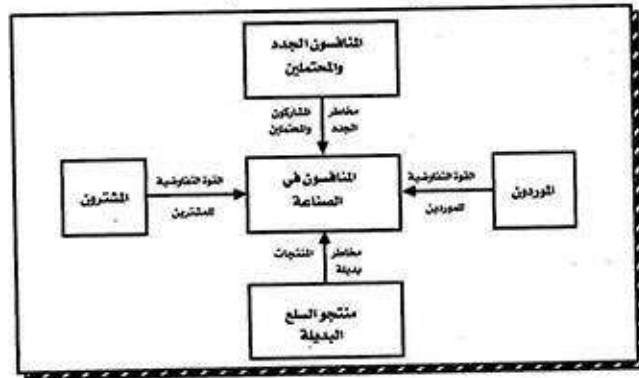 المنافسون الجدد
والمحتملين
مخاطر المشاركون
الجدد والمحتملين
الموردون
القوة التفاوضية
للموردين
المنافسون في
الصناعة
القوة التفاوضية
للمشترين
المشترون
مخاطر المنتجات
بديلة
منتجو السلع
البديلة